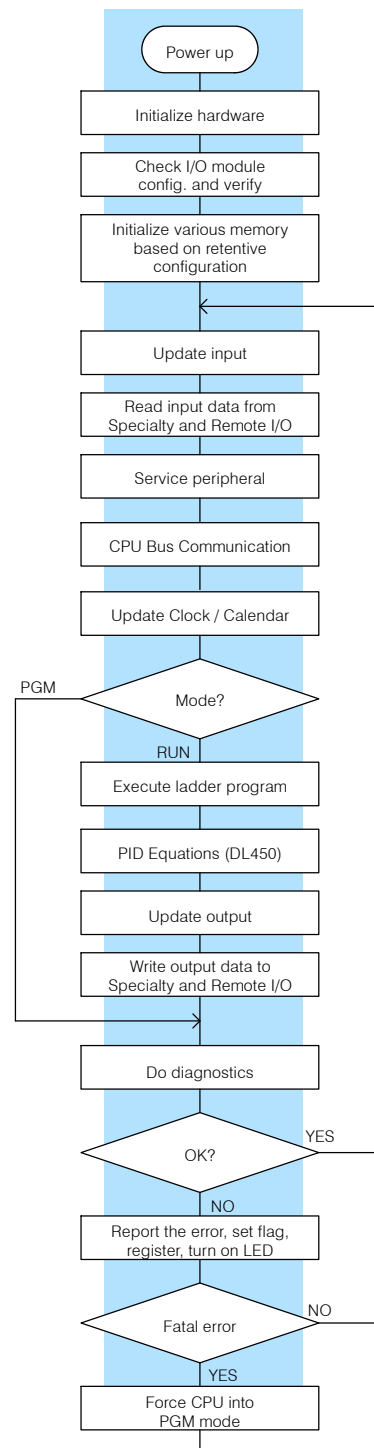 Power up
Initialize hardware
Check I/O module
config. and verify
Initialize various memory
based on retentive
configuration
Update input
Read input data from
Specialty and Remote I/O
Service peripheral
CPU Bus Communication
Update Clock / Calendar
PGM
Mode?
RUN
Execute ladder program
PID Equations (DL450)
Update output
Write output data to
Specialty and Remote I/O
Do diagnostics
YES
OK?
NO
Report the error, set flag,
register, turn on LED
NO
Fatal error
YES
Force CPU into
PGM mode